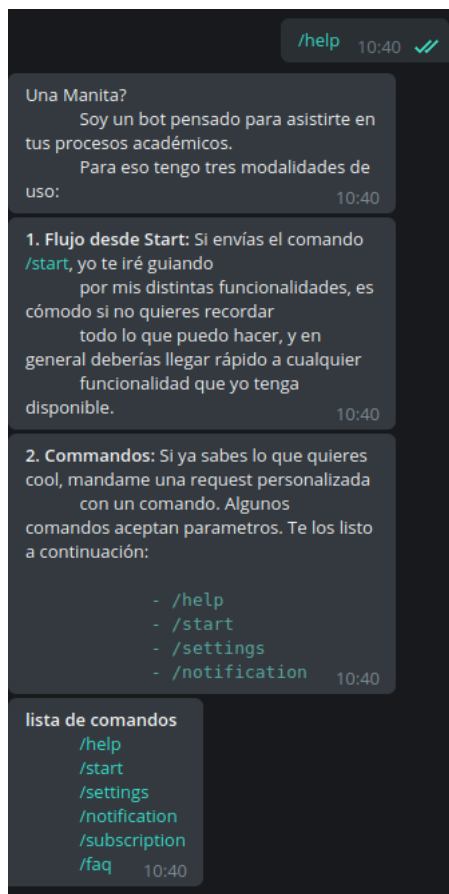 /help 10:40
Una Manita?
Soy un bot pensado para asistirte en
tus procesos académicos.
Para eso tengo tres modalidades de
uso:
10:40
1. Flujo desde Start: Si envías el comando
/start, yo te iré guiando
por mis distintas funcionalidades, es
cómodo si no quieres recordar
todo lo que puedo hacer, y en
general deberías llegar rápido a cualquier
funcionalidad que yo tenga
disponible.
10:40
2. Commandos: Si ya sabes lo que quieres
cool, mandame una request personalizada
con un comando. Algunos
comandos aceptan parametros. Te los listo
a continuación:
- /help
- /start
- /settings
- /notification
10:40
lista de comandos
/help
/start
/settings
/notification
/subscription
/faq
10:40